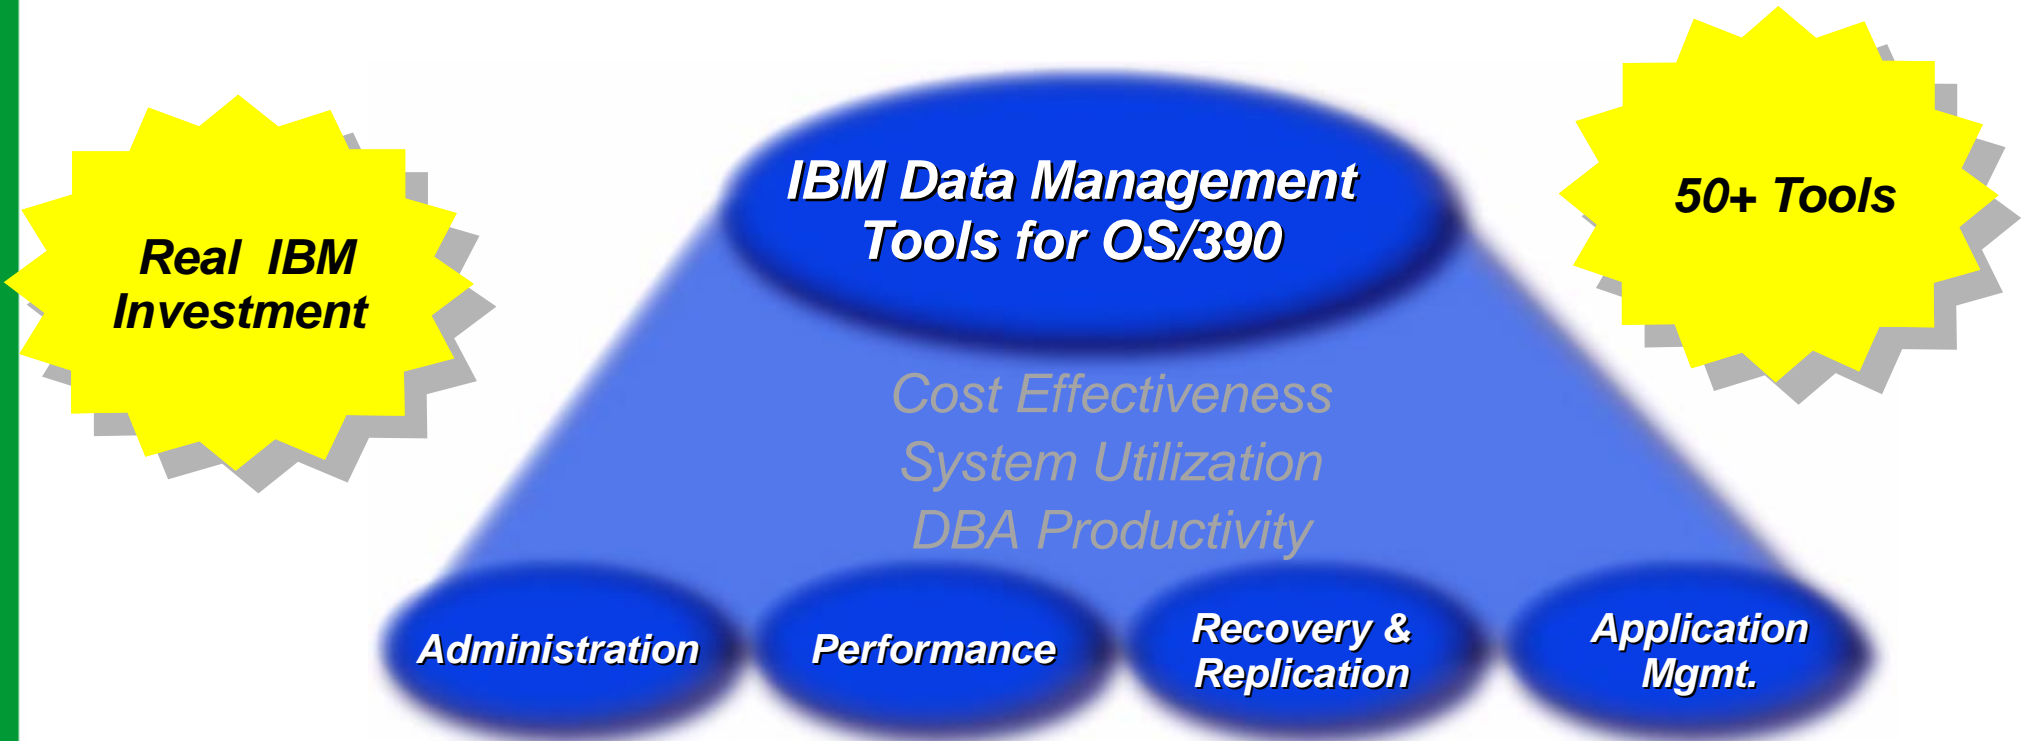 Real IBM
Investment
IBM Data Management
Tools for OS/390
50+ Tools
Cost Effectiveness
System Utilization
DBA Productivity
Administration
Performance
Recovery &
Replication
Application
Mgmt.